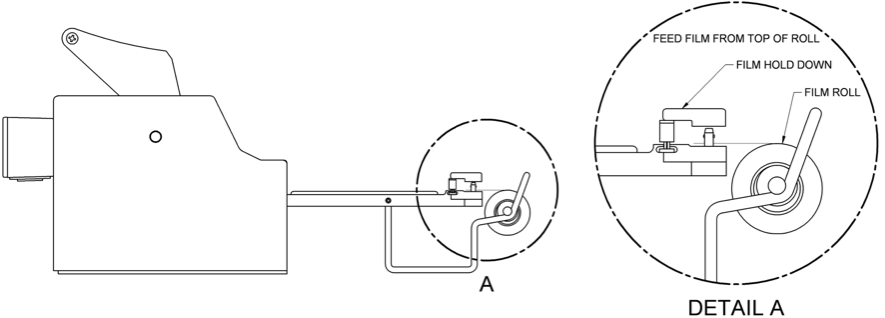 FEED FILM FROM TOP OF ROLL
FILM HOLD DOWN
FILM ROLL
A
DETAIL A